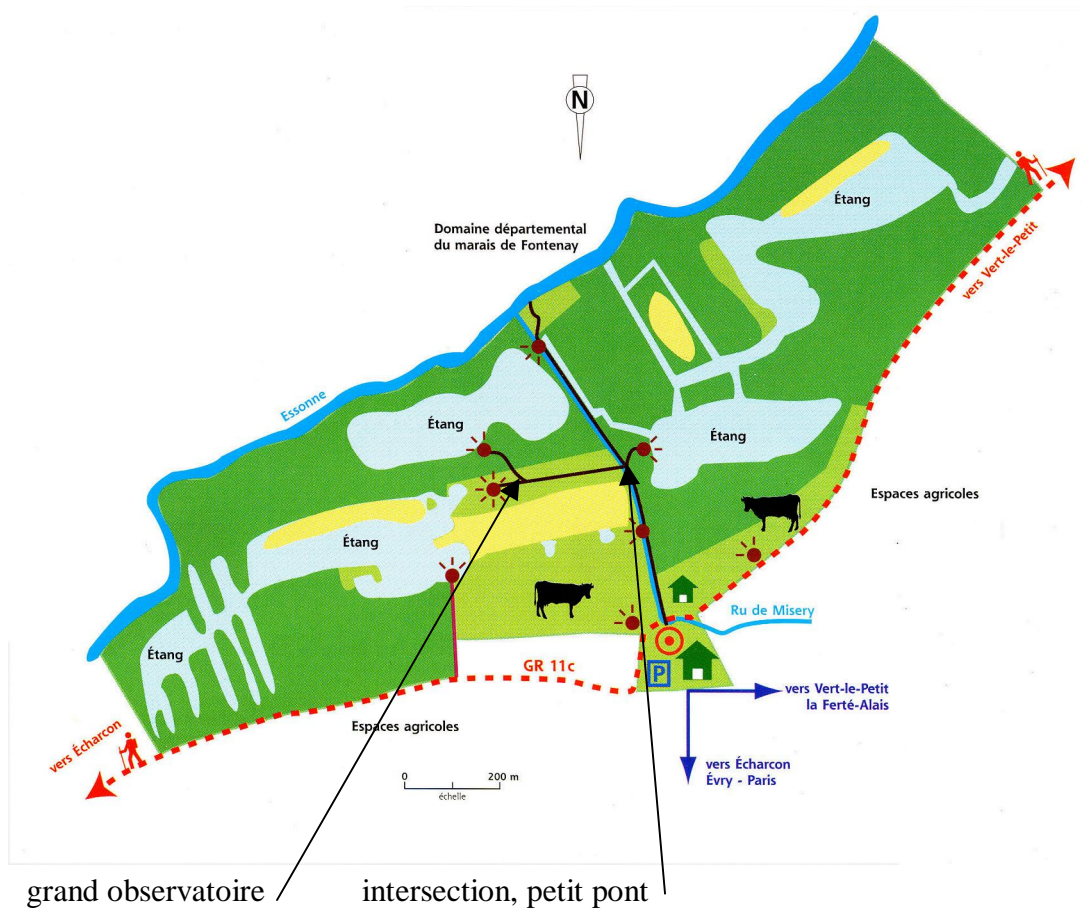 N
Étang
Domaine départemental
du marais de Fontenay
vers Vert-le-Petit
Essonne
Étang
Étang
Espaces agricoles
Étang
Ru de Misery
Étang
GR 11c
P
vers Vert-le-Petit
la Ferté-Alais
Espaces agricoles
vers Écharcon
vers Écharcon
Évry - Paris
0 200 m
échelle
grand observatoire intersection, petit pont